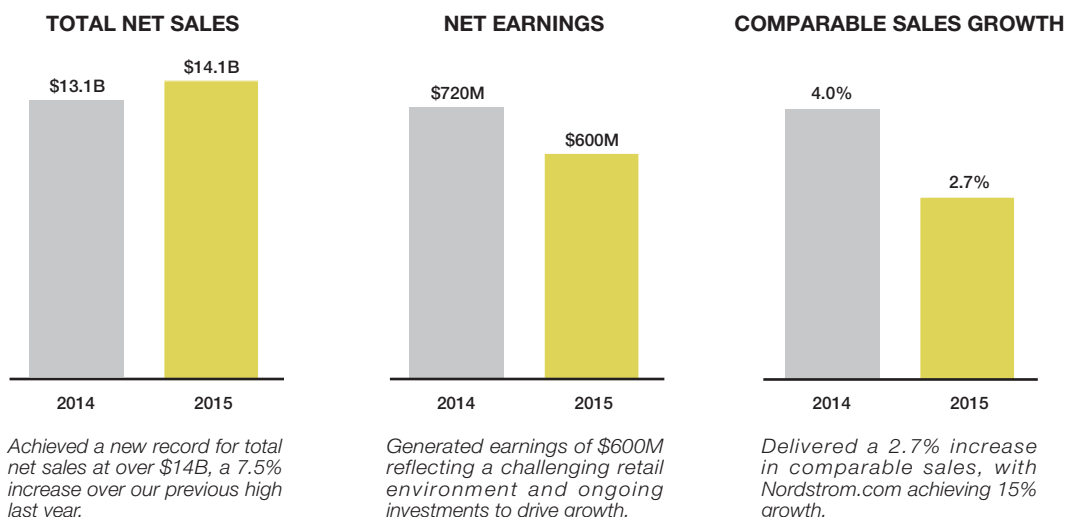 TOTAL NET SALES
$13.1B
$14.1B
2014
2015
Achieved a new record for total
net sales at over $14B, a 7.5%
increase over our previous high
last year.
NET EARNINGS
$720M
$600M
2014
2015
Generated earnings of $600M
reflecting a challenging retail
environment and ongoing
investments to drive growth.
COMPARABLE SALES GROWTH
4.0%
2.7%
2014
2015
Delivered a 2.7% increase
in comparable sales, with
Nordstrom.com achieving 15%
growth.